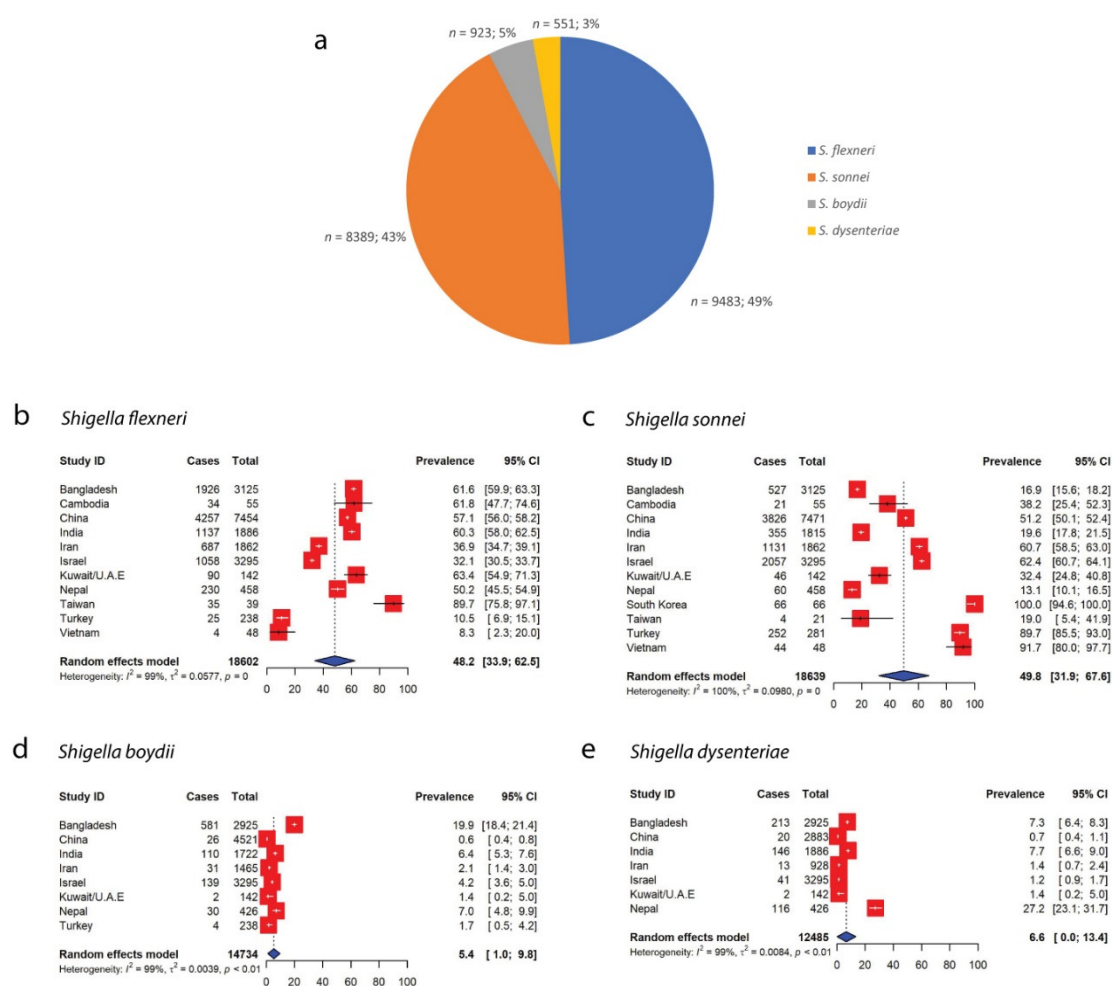 a
n = 551; 3%
n = 923; 5%
n = 8389; 43%
n = 9483; 49%
S. flexneri
S. sonnei
S. boydii
S. dysenteriae
b Shigella flexneri
Study ID Cases Total Prevalence 95% CI
Bangladesh 1926 3125 61.6 [59.9; 63.3]
Cambodia 34 55 61.8 [47.7; 74.6]
China 4257 7454 57.1 [56.0; 58.2]
India 1137 1886 60.3 [58.0; 62.5]
Iran 687 1862 36.9 [34.7; 39.1]
Israel 1058 3295 32.1 [30.5; 33.7]
Kuwait/U.A.E 90 142 63.4 [54.9; 71.3]
Nepal 230 458 50.2 [45.5; 54.9]
Taiwan 35 39 89.7 [75.8; 97.1]
Turkey 25 238 10.5 [ 6.9; 15.1]
Vietnam 4 48 8.3 [ 2.3; 20.0]
Random effects model 18602 48.2 [33.9; 62.5]
Heterogeneity: I² = 99%, τ² = 0.0577, p = 0
0 20 40 60 80 100
c Shigella sonnei
Study ID Cases Total Prevalence 95% CI
Bangladesh 527 3125 16.9 [15.6; 18.2]
Cambodia 21 55 38.2 [25.4; 52.3]
China 3826 7471 51.2 [50.1; 52.4]
India 355 1815 19.6 [17.8; 21.5]
Iran 1131 1862 60.7 [58.5; 63.0]
Israel 2057 3295 62.4 [60.7; 64.1]
Kuwait/U.A.E 46 142 32.4 [24.8; 40.8]
Nepal 60 458 13.1 [10.1; 16.5]
South Korea 66 66 100.0 [94.6; 100.0]
Taiwan 4 21 19.0 [ 5.4; 41.9]
Turkey 252 281 89.7 [85.5; 93.0]
Vietnam 44 48 91.7 [80.0; 97.7]
Random effects model 18639 49.8 [31.9; 67.6]
Heterogeneity: I² = 100%, τ² = 0.0980, p = 0
0 20 40 60 80 100
d Shigella boydii
Study ID Cases Total Prevalence 95% CI
Bangladesh 581 2925 19.9 [18.4; 21.4]
China 26 4521 0.6 [ 0.4; 0.8]
India 110 1722 6.4 [ 5.3; 7.6]
Iran 31 1465 2.1 [ 1.4; 3.0]
Israel 139 3295 4.2 [ 3.6; 5.0]
Kuwait/U.A.E 2 142 1.4 [ 0.2; 5.0]
Nepal 30 426 7.0 [ 4.8; 9.9]
Turkey 4 238 1.7 [ 0.5; 4.2]
Random effects model 14734 5.4 [ 1.0; 9.8]
Heterogeneity: I² = 99%, τ² = 0.0039, p < 0.01
0 20 40 60 80 100
e Shigella dysenteriae
Study ID Cases Total Prevalence 95% CI
Bangladesh 213 2925 7.3 [ 6.4; 8.3]
China 20 2883 0.7 [ 0.4; 1.1]
India 146 1886 7.7 [ 6.6; 9.0]
Iran 13 928 1.4 [ 0.7; 2.4]
Israel 41 3295 1.2 [ 0.9; 1.7]
Kuwait/U.A.E 2 142 1.4 [ 0.2; 5.0]
Nepal 116 426 27.2 [23.1; 31.7]
Random effects model 12485 6.6 [ 0.0; 13.4]
Heterogeneity: I² = 99%, τ² = 0.0084, p < 0.01
0 20 40 60 80 100